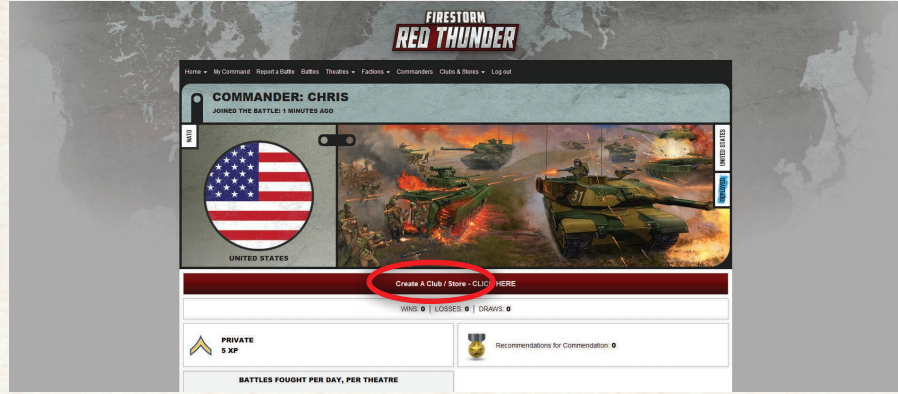 FIRESTORM
RED THUNDER
Home My Command Report a Battle Battles Theatres Factions Commanders Clubs & Stores Log out
COMMANDER: CHRIS
JOINED THE BATTLE: 1 MINUTES AGO
NATO
UNITED STATES
DEPLOYED
31
UNITED STATES
Create A Club / Store - CLICK HERE
WINS: 0 | LOSSES: 0 | DRAWS: 0
PRIVATE
5 XP
Recommendations for Commendation: 0
BATTLES FOUGHT PER DAY, PER THEATRE